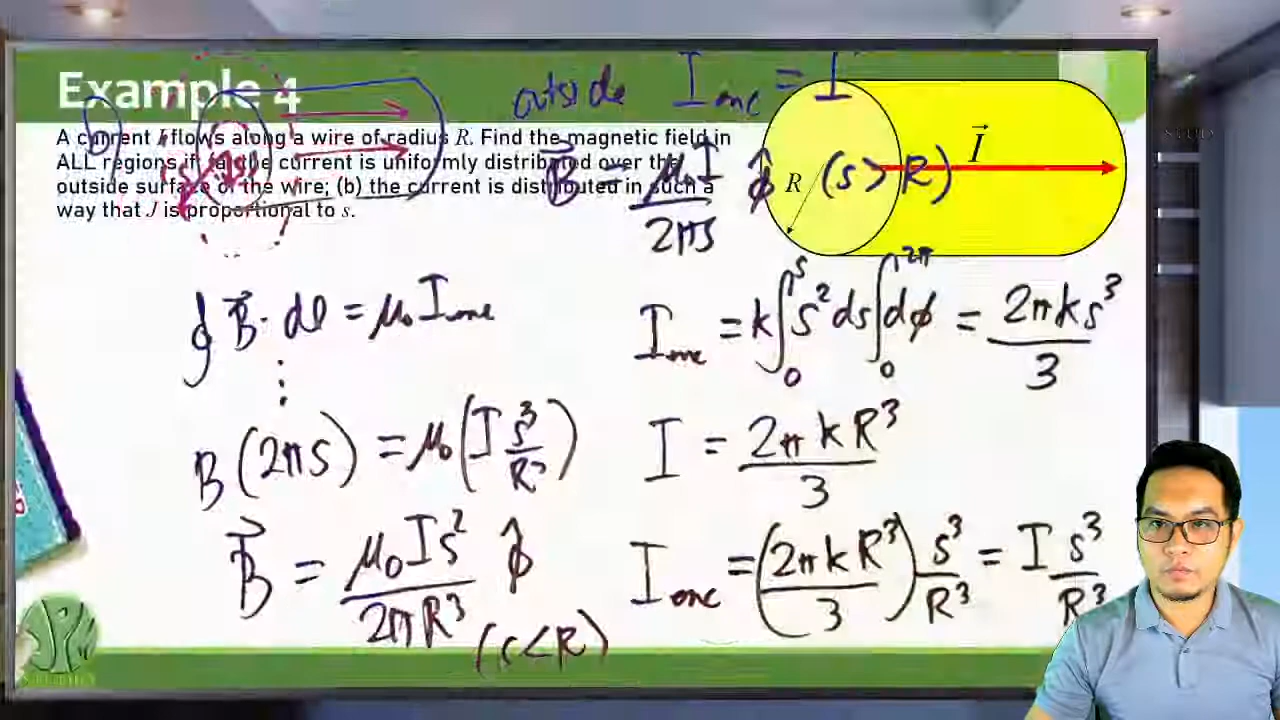 Example 4
A current I flows along a wire of radius R. Find the magnetic field in
ALL regions if (a) the current is uniformly distributed over the
outside surface of the wire; (b) the current is distributed in such a
way that J is proportional to s.
b)
outside I_enc = I
B⃗ = μ₀I/2πs φ̂ (s > R)
R
I⃗
∮ B⃗ · dl = μ₀ I_enc
⋮
B (2πs) = μ₀ (I s³/R³)
B⃗ = μ₀Is²/2πR³ φ̂
(s < R)
I_enc = k ∫₀ˢ s² ds ∫₀^2π dφ = 2πks³/3
I = 2πkR³/3
I_enc = (2πkR³/3) s³/R³ = I s³/R³